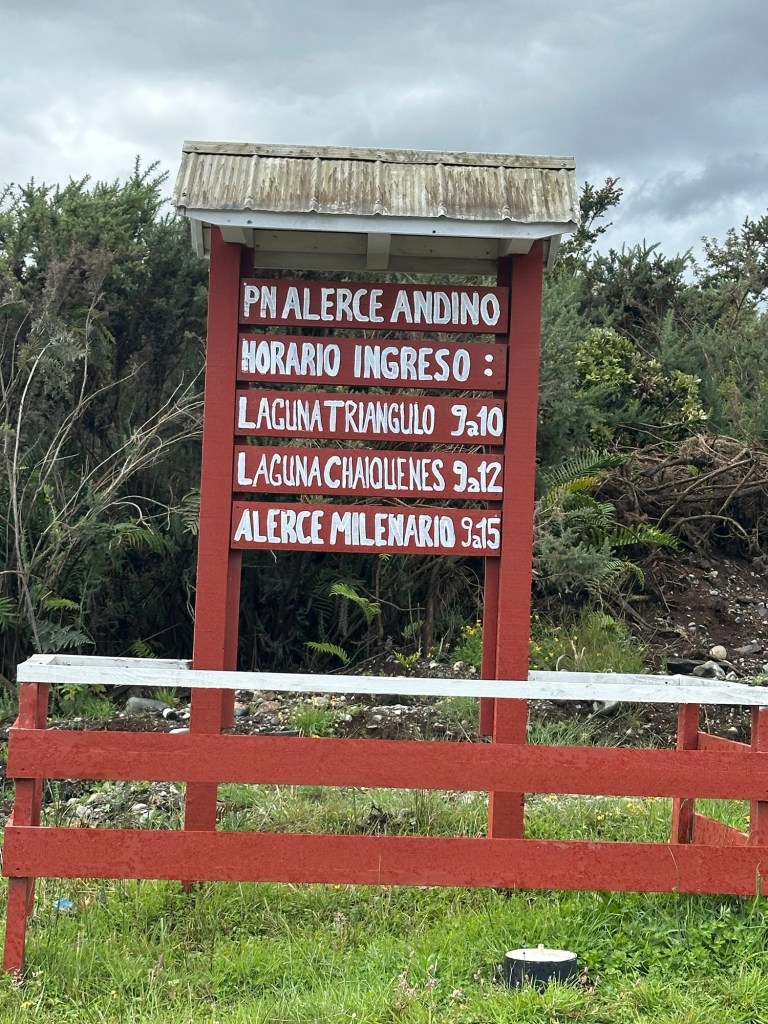 PN ALERCE ANDINO
HORARIO INGRESO :
LAGUNA TRIANGULO 9a10
LAGUNA CHAIQUENES 9a12
ALERCE MILENARIO 9a15